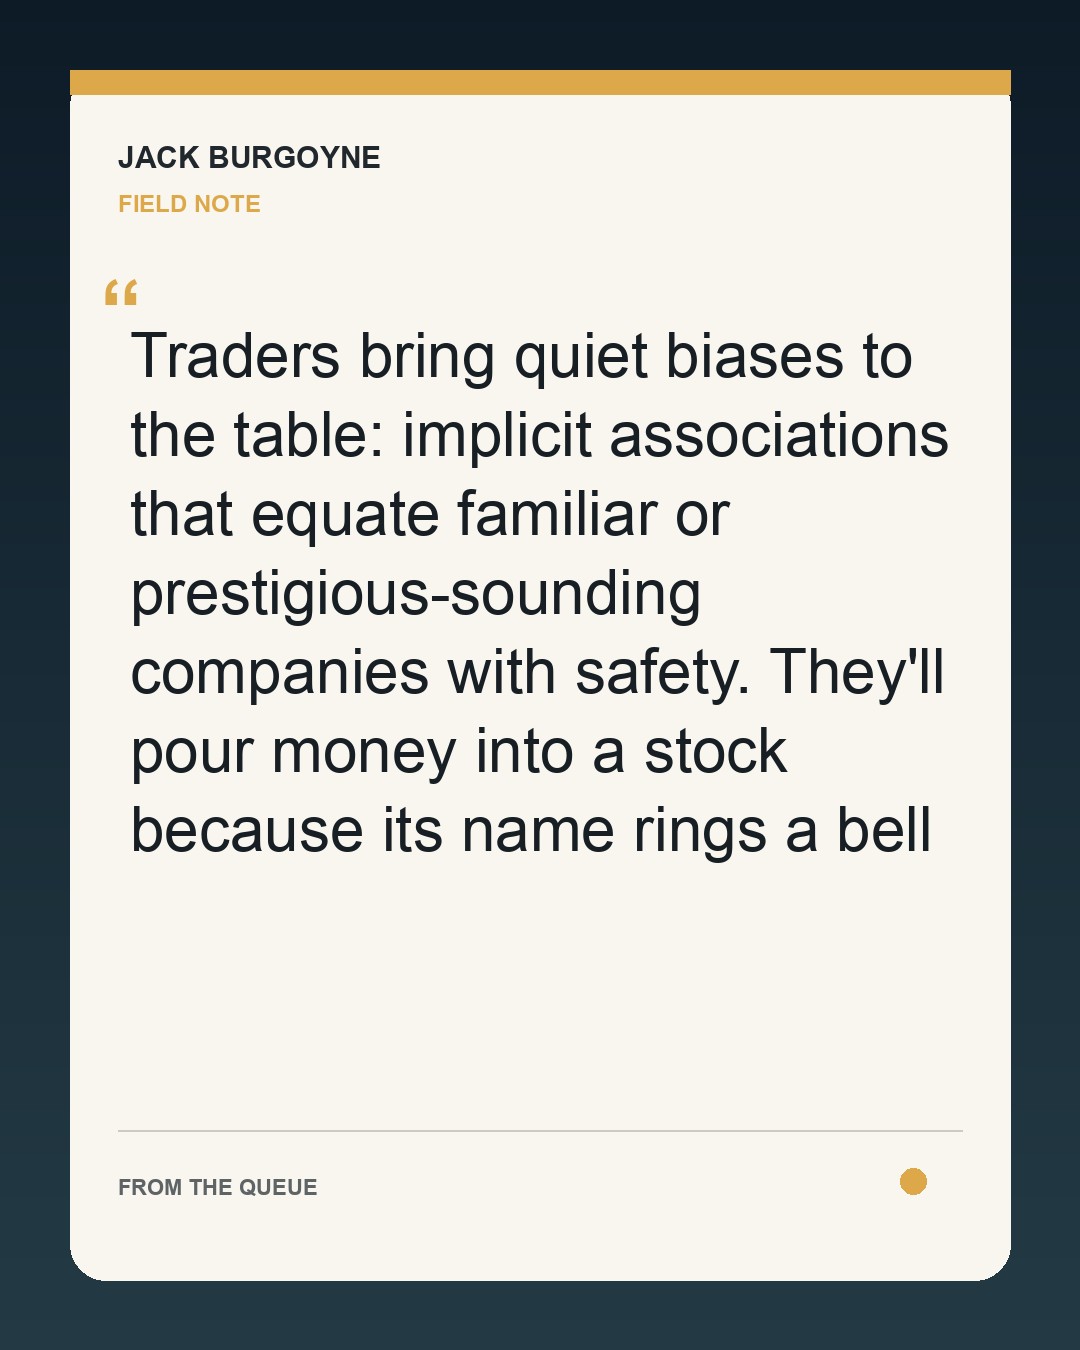 JACK BURGOYNE
FIELD NOTE
“
Traders bring quiet biases to
the table: implicit associations
that equate familiar or
prestigious-sounding
companies with safety. They'll
pour money into a stock
because its name rings a bell
FROM THE QUEUE